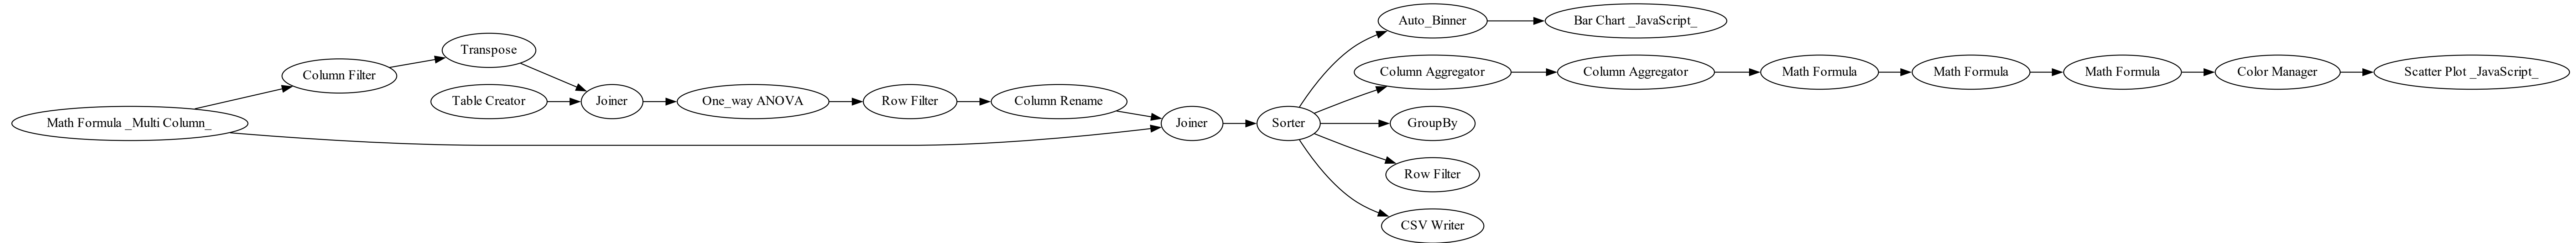 Auto_Binner
Bar Chart _JavaScript_
Transpose
Column Filter
Column Aggregator
Column Aggregator
Math Formula
Math Formula
Math Formula
Color Manager
Scatter Plot _JavaScript_
Table Creator
Joiner
One_way ANOVA
Row Filter
Column Rename
Math Formula _Multi Column_
Joiner
Sorter
GroupBy
Row Filter
CSV Writer